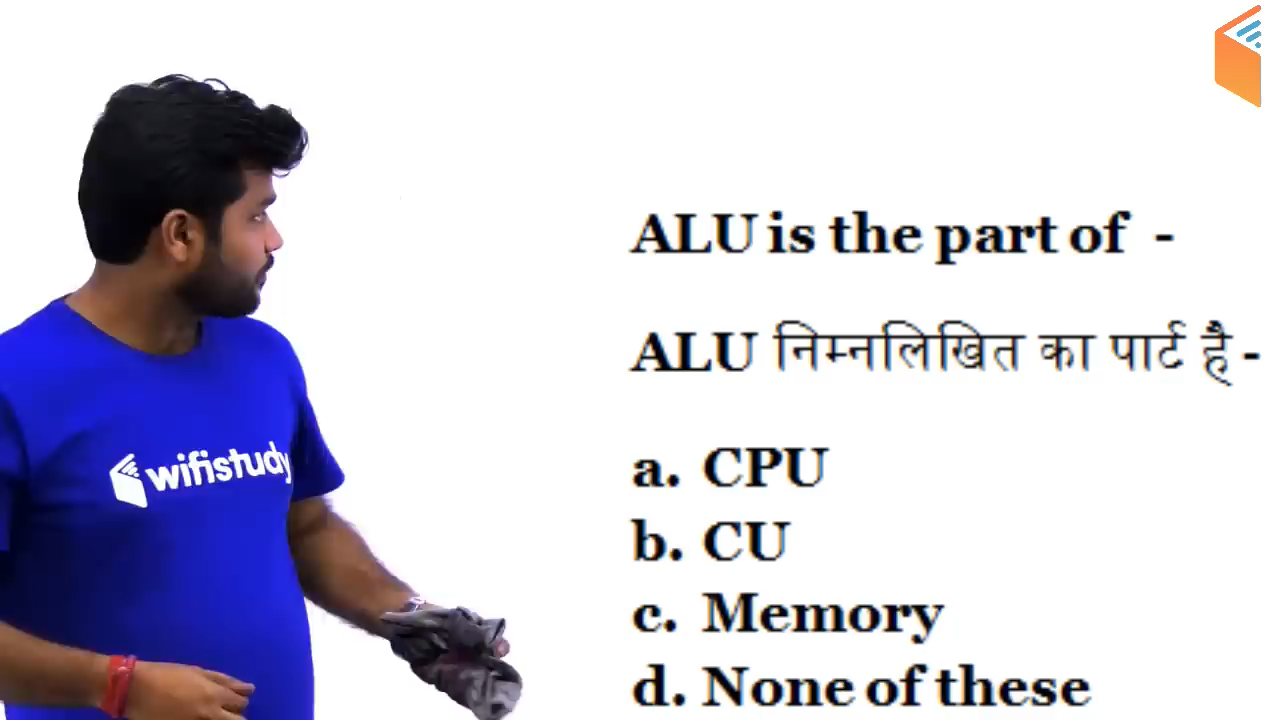 ALU is the part of -
ALU निम्नलिखित का पार्ट है -
a. CPU
b. CU
c. Memory
d. None of these
wifistudy